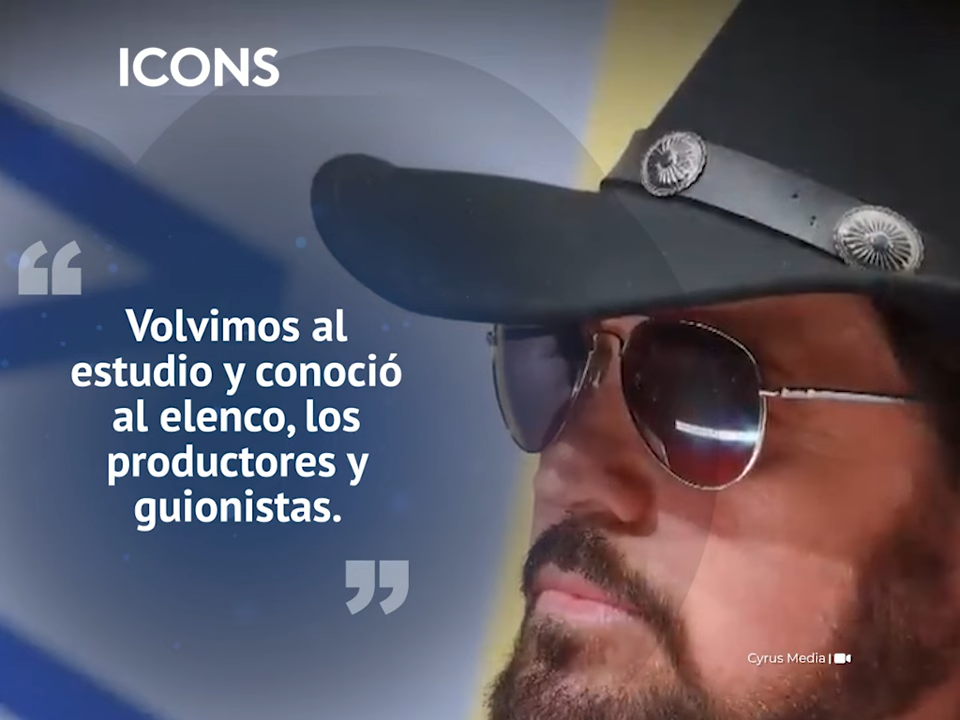 ICONS
“
Volvimos al
estudio y conoció
al elenco, los
productores y
guionistas.
”
Cyrus Media |